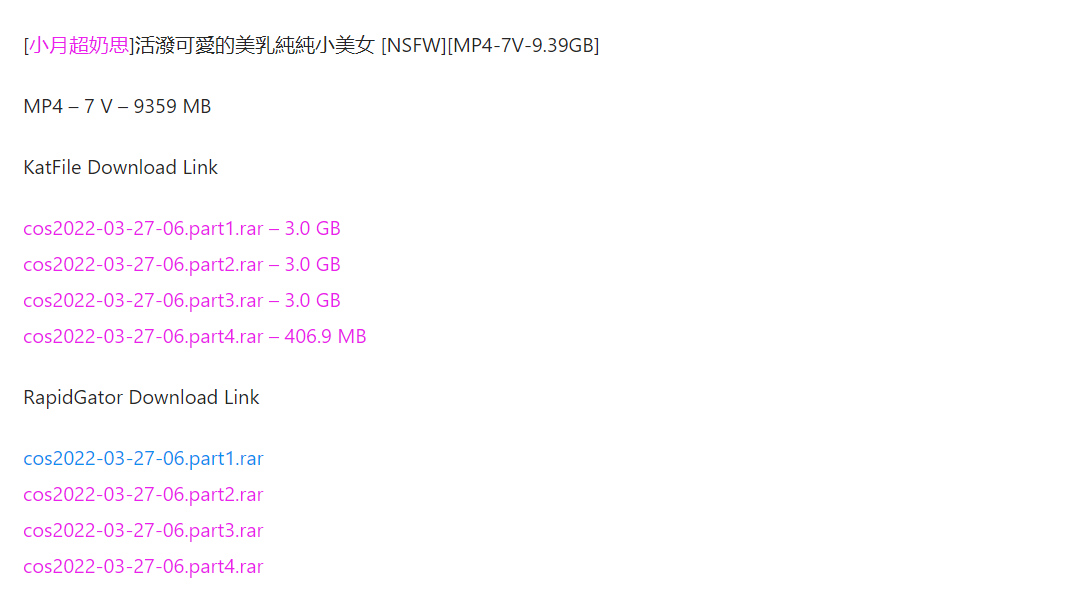 [小月超奶思]活潑可愛的美乳純純小美女 [NSFW][MP4-7V-9.39GB]
MP4 – 7 V – 9359 MB
KatFile Download Link
cos2022-03-27-06.part1.rar – 3.0 GB
cos2022-03-27-06.part2.rar – 3.0 GB
cos2022-03-27-06.part3.rar – 3.0 GB
cos2022-03-27-06.part4.rar – 406.9 MB
RapidGator Download Link
cos2022-03-27-06.part1.rar
cos2022-03-27-06.part2.rar
cos2022-03-27-06.part3.rar
cos2022-03-27-06.part4.rar